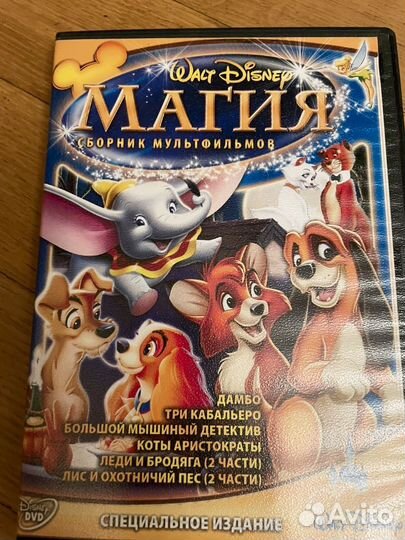 WALT DISNEY
МАГИЯ
СБОРНИК МУЛЬТФИЛЬМОВ
ДАМБО
ТРИ КАБАЛЬЕРО
БОЛЬШОЙ МЫШИНЫЙ ДЕТЕКТИВ
КОТЫ АРИСТОКРАТЫ
ЛЕДИ И БРОДЯГА (2 ЧАСТИ)
ЛИС И ОХОТНИЧИЙ ПЕС (2 ЧАСТИ)
Disney
DVD
СПЕЦИАЛЬНОЕ ИЗДАНИЕ
Avito